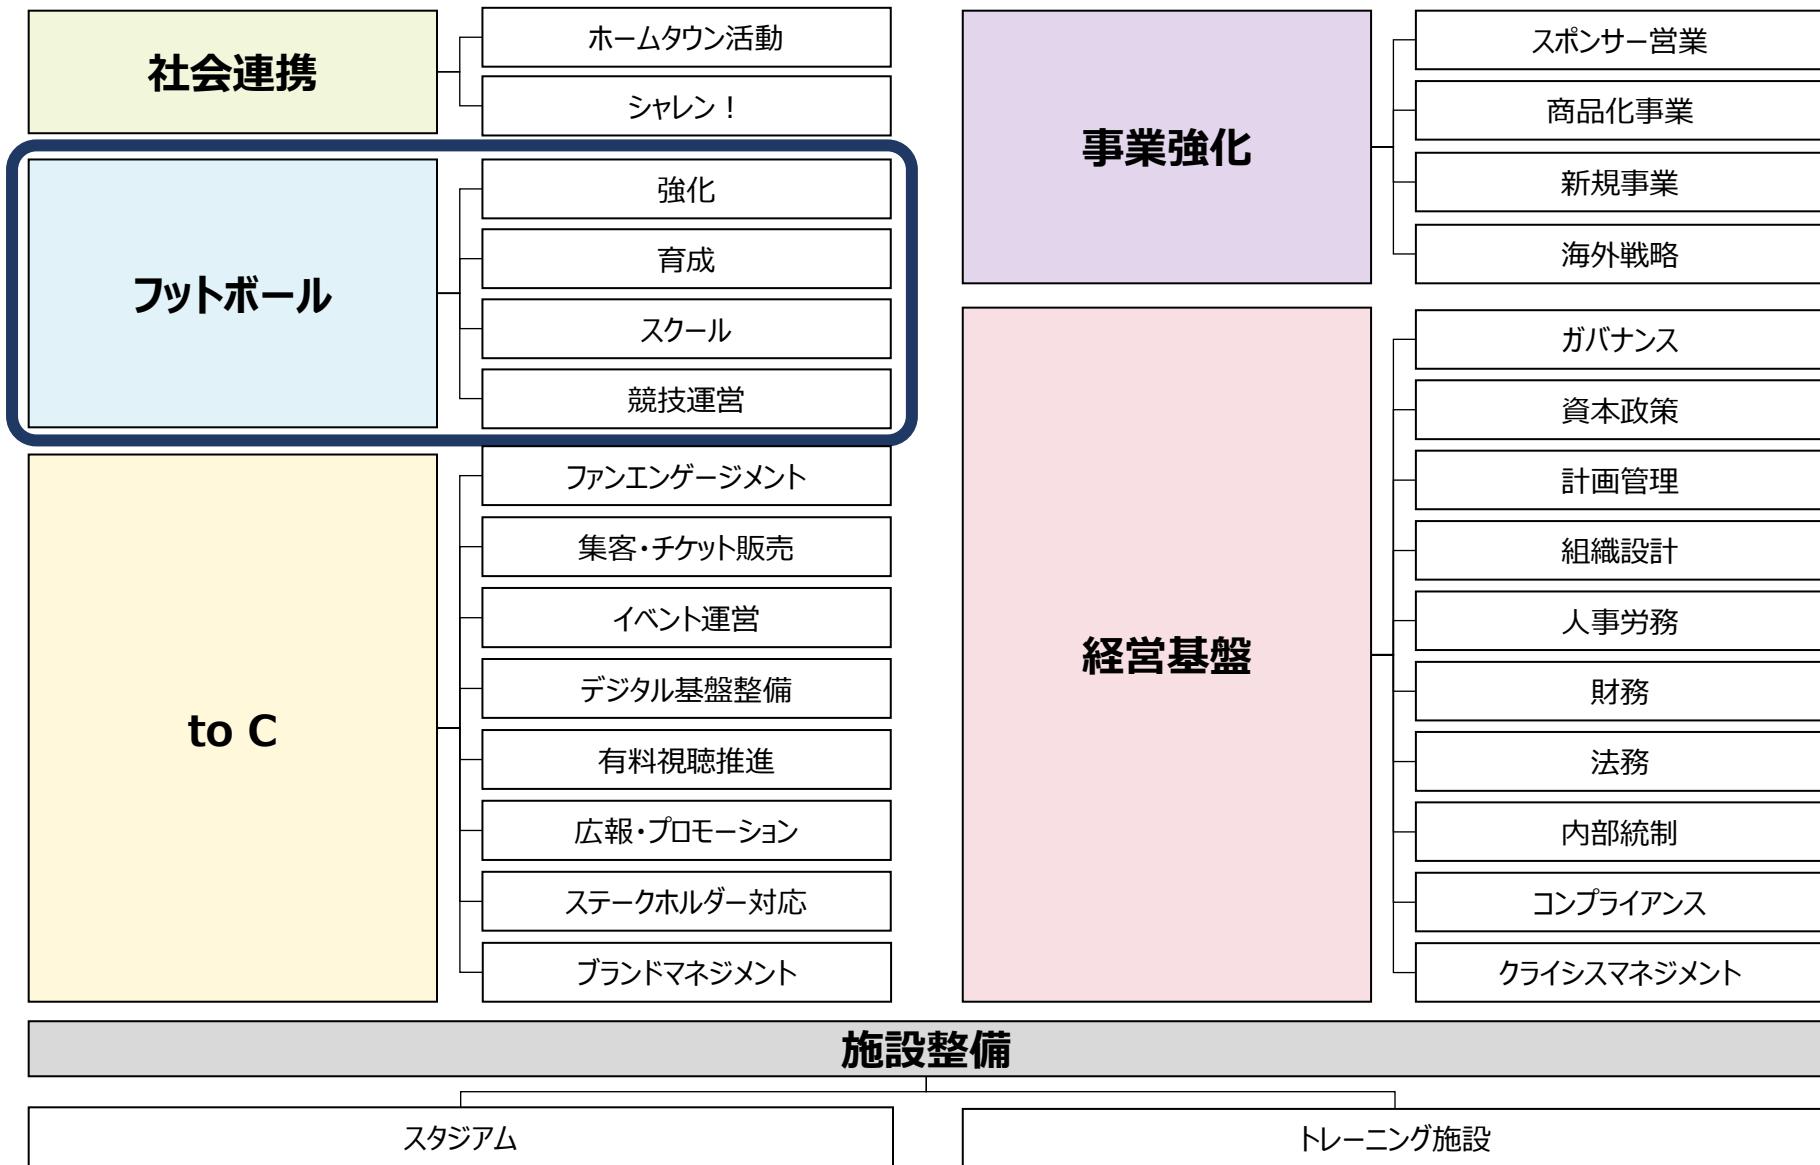 社会連携
ホームタウン活動
シャレン！
フットボール
強化
育成
スクール
競技運営
to C
ファンエンゲージメント
集客・チケット販売
イベント運営
デジタル基盤整備
有料視聴推進
広報・プロモーション
ステークホルダー対応
ブランドマネジメント
事業強化
スポンサー営業
商品化事業
新規事業
海外戦略
経営基盤
ガバナンス
資本政策
計画管理
組織設計
人事労務
財務
法務
内部統制
コンプライアンス
クライシスマネジメント
施設整備
スタジアム
トレーニング施設